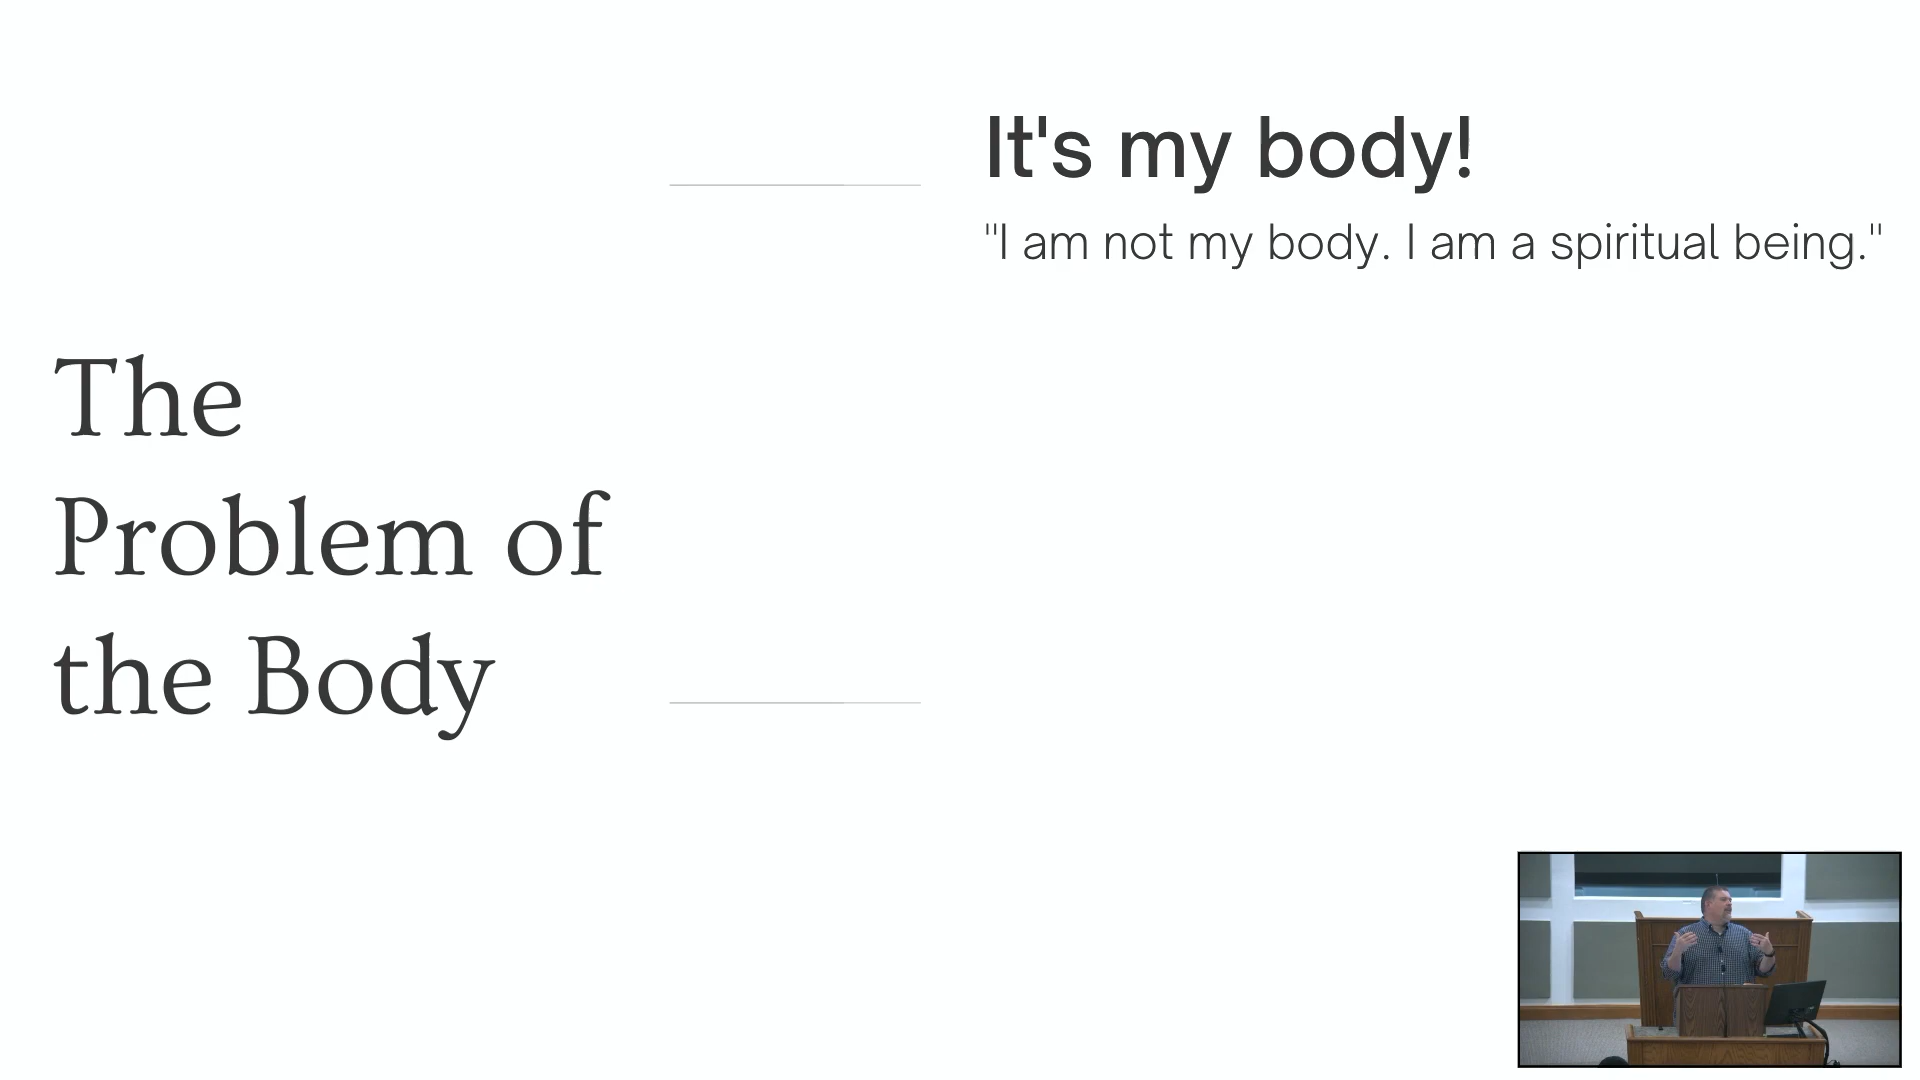 It's my body!
"I am not my body. I am a spiritual being."
The
Problem of
the Body